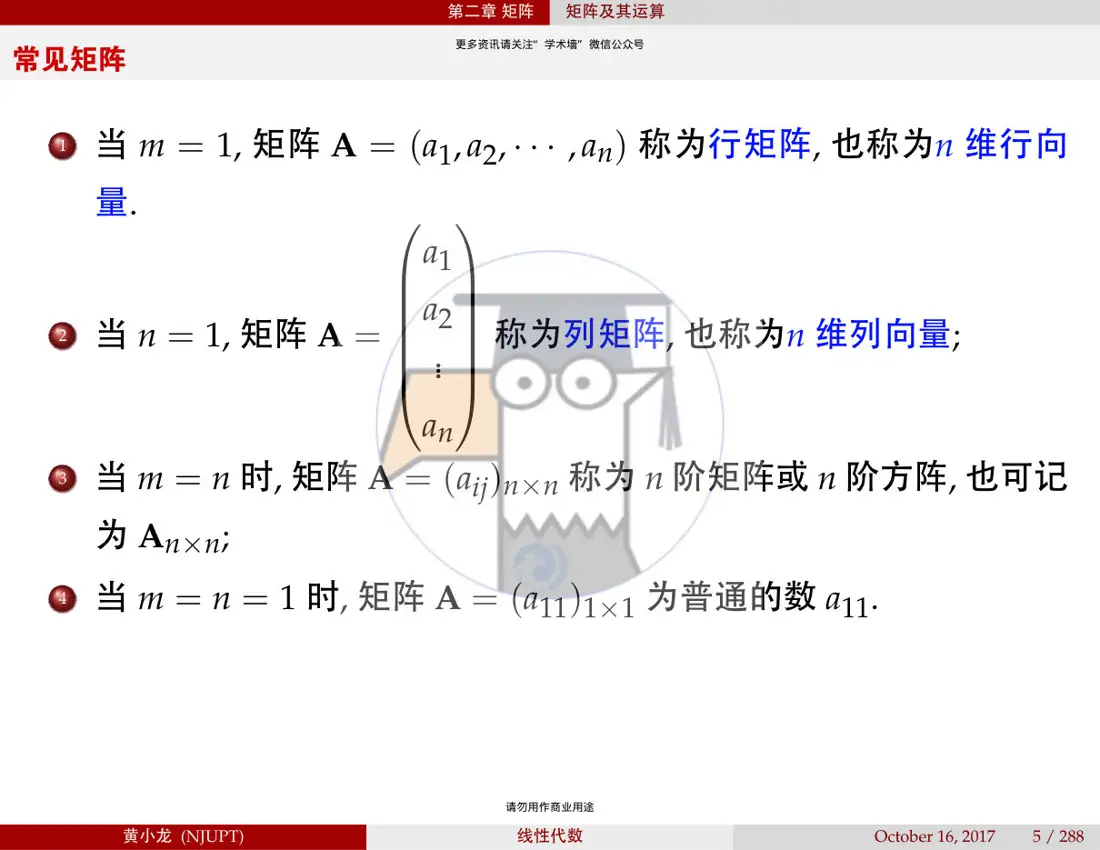 第二章 矩阵 矩阵及其运算
更多资讯请关注“学术墙”微信公众号
常见矩阵
1 当 m = 1, 矩阵 A = (a₁, a₂, ⋯ , aₙ) 称为行矩阵, 也称为n 维行向
量.
2 当 n = 1, 矩阵 A = (a₁ a₂ ⋮ aₙ) 称为列矩阵, 也称为n 维列向量;
3 当 m = n 时, 矩阵 A = (aᵢⱼ)ₙ×ₙ 称为 n 阶矩阵或 n 阶方阵, 也可记
为 Aₙ×ₙ;
4 当 m = n = 1 时, 矩阵 A = (a₁₁)₁×₁ 为普通的数 a₁₁.
请勿用作商业用途
黄小龙 (NJUPT) 线性代数 October 16, 2017 5 / 288